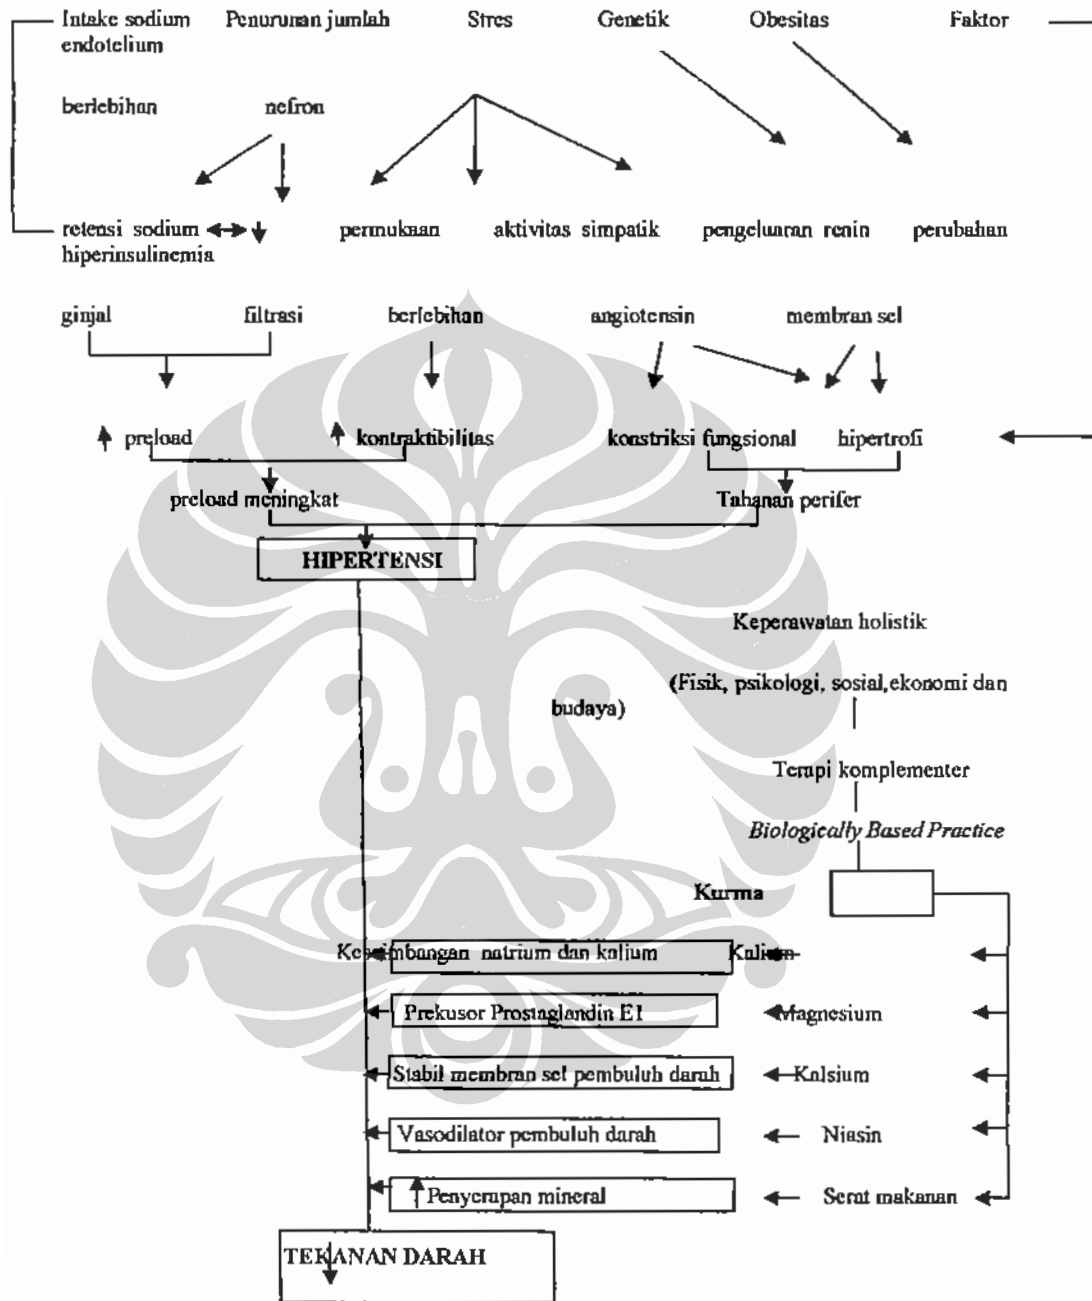 Intake sodium Penurunan jumlah Stres Genetik Obesitas Faktor
endotelium
berlebihan nefron
retensi sodium permukaan aktivitas simpatik pengeluaran renin perubahan
hiperinsulinemia
ginjal filtrasi berlebihan angiotensin membran sel
preload kontraktibilitas konstriksi fungsional hipertrofi
preload meningkat Tahanan perifer
HIPERTENSI
Keperawatan holistik
(Fisik, psikologi, sosial,ekonomi dan
budaya)
Terapi komplementer
Biologically Based Practice
Kurma
Keseimbangan natrium dan kalium Kalium
Prekusor Prostaglandin E1 Magnesium
Stabil membran sel pembuluh darah Kalsium
Vasodilator pembuluh darah Niasin
Penyerapan mineral Serat makanan
TEKANAN DARAH